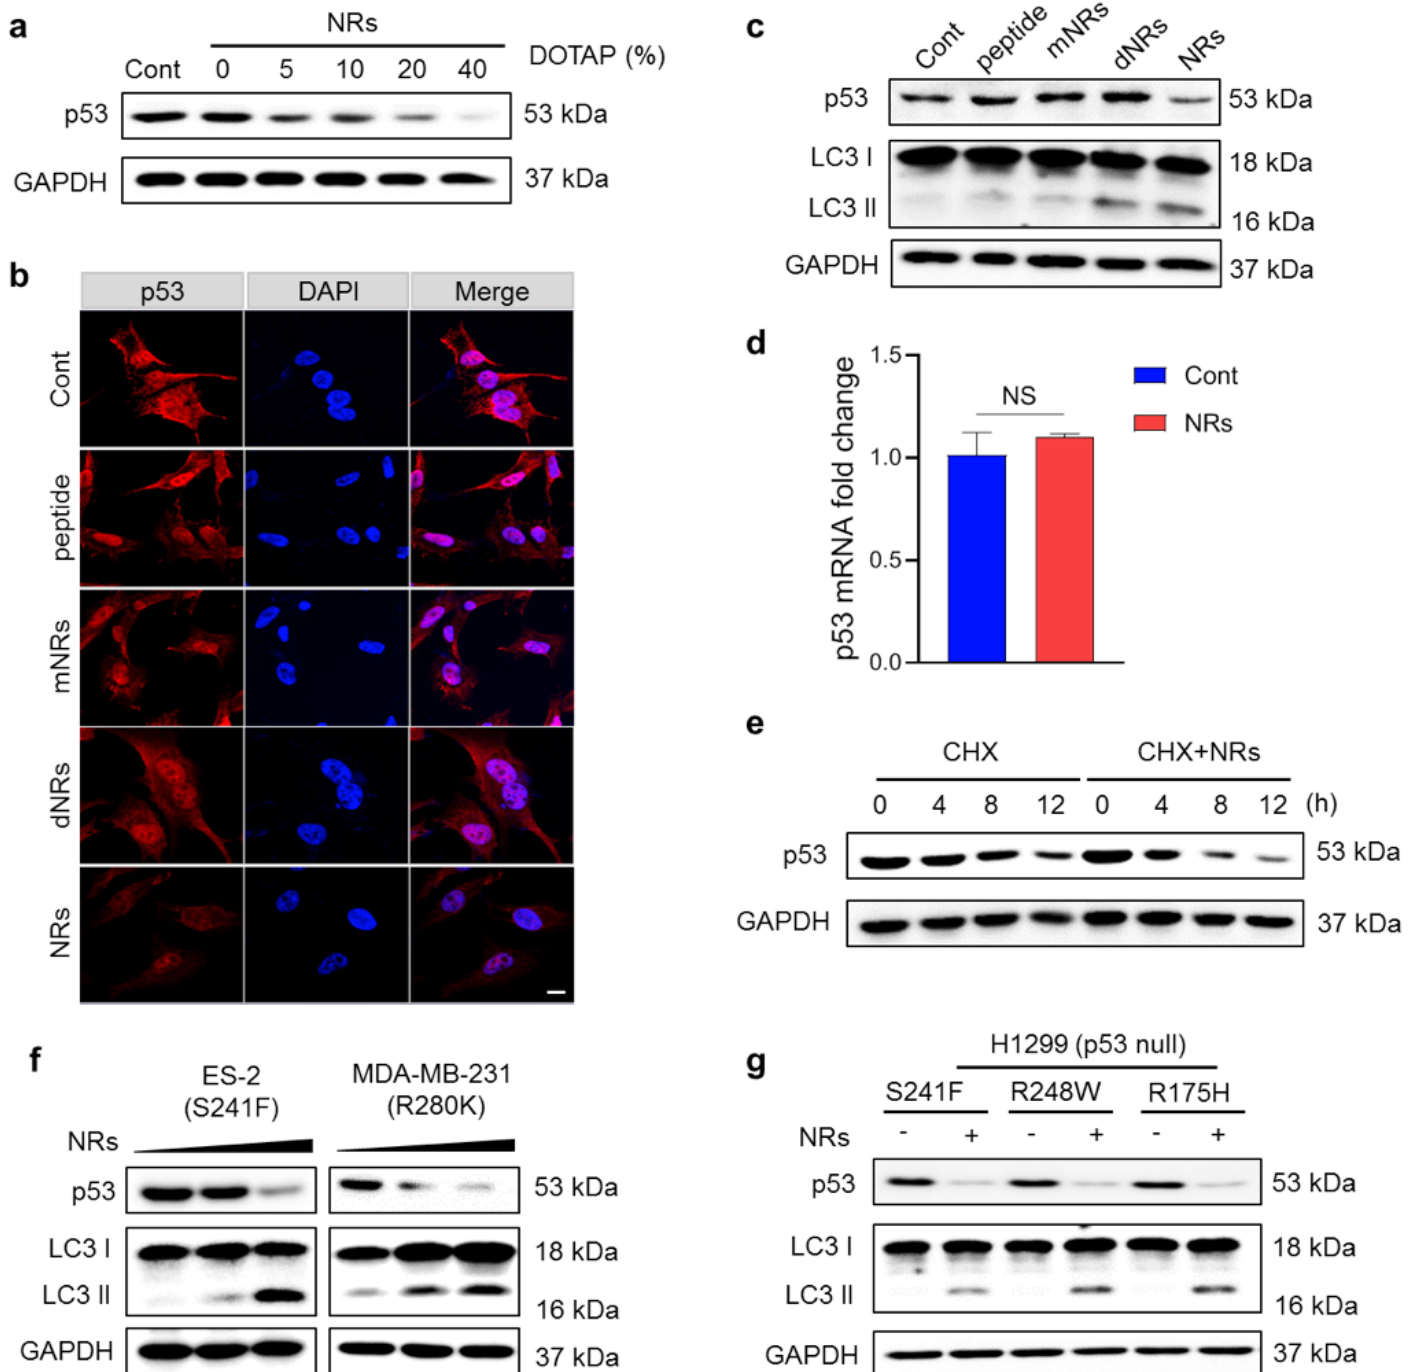 a
NRs
Cont 0 5 10 20 40 DOTAP (%)
p53 53 kDa
GAPDH 37 kDa
b
p53 DAPI Merge
Cont
peptide
mNRs
dNRs
NRs
c
Cont peptide mNRs dNRs NRs
p53 53 kDa
LC3 I 18 kDa
LC3 II 16 kDa
GAPDH 37 kDa
d
p53 mRNA fold change
1.5
1.0
0.5
0.0
NS
Cont
NRs
e
CHX CHX+NRs
0 4 8 12 0 4 8 12 (h)
p53 53 kDa
GAPDH 37 kDa
f
ES-2 MDA-MB-231
(S241F) (R280K)
NRs
p53 53 kDa
LC3 I 18 kDa
LC3 II 16 kDa
GAPDH 37 kDa
g
H1299 (p53 null)
S241F R248W R175H
NRs - + - + - +
p53 53 kDa
LC3 I 18 kDa
LC3 II 16 kDa
GAPDH 37 kDa